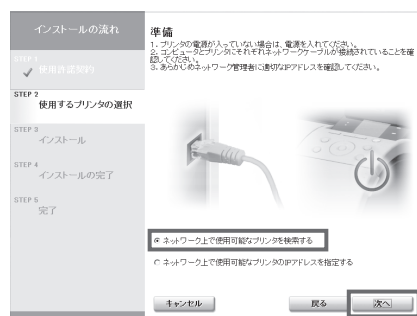 インストールの流れ
STEP 1
使用許諾契約
STEP 2
使用するプリンタの選択
STEP 3
インストール
STEP 4
インストールの完了
STEP 5
完了
準備
1. プリンタの電源が入っていない場合は、電源を入れてください。
2. コンピュータとプリンタにそれぞれネットワークケーブルが接続されていることを確
認してください。
3. あらかじめネットワーク管理者に適切なIPアドレスを確認してください。
ネットワーク上で使用可能なプリンタを検索する
ネットワーク上で使用可能なプリンタのIPアドレスを指定する
キャンセル
戻る
次へ